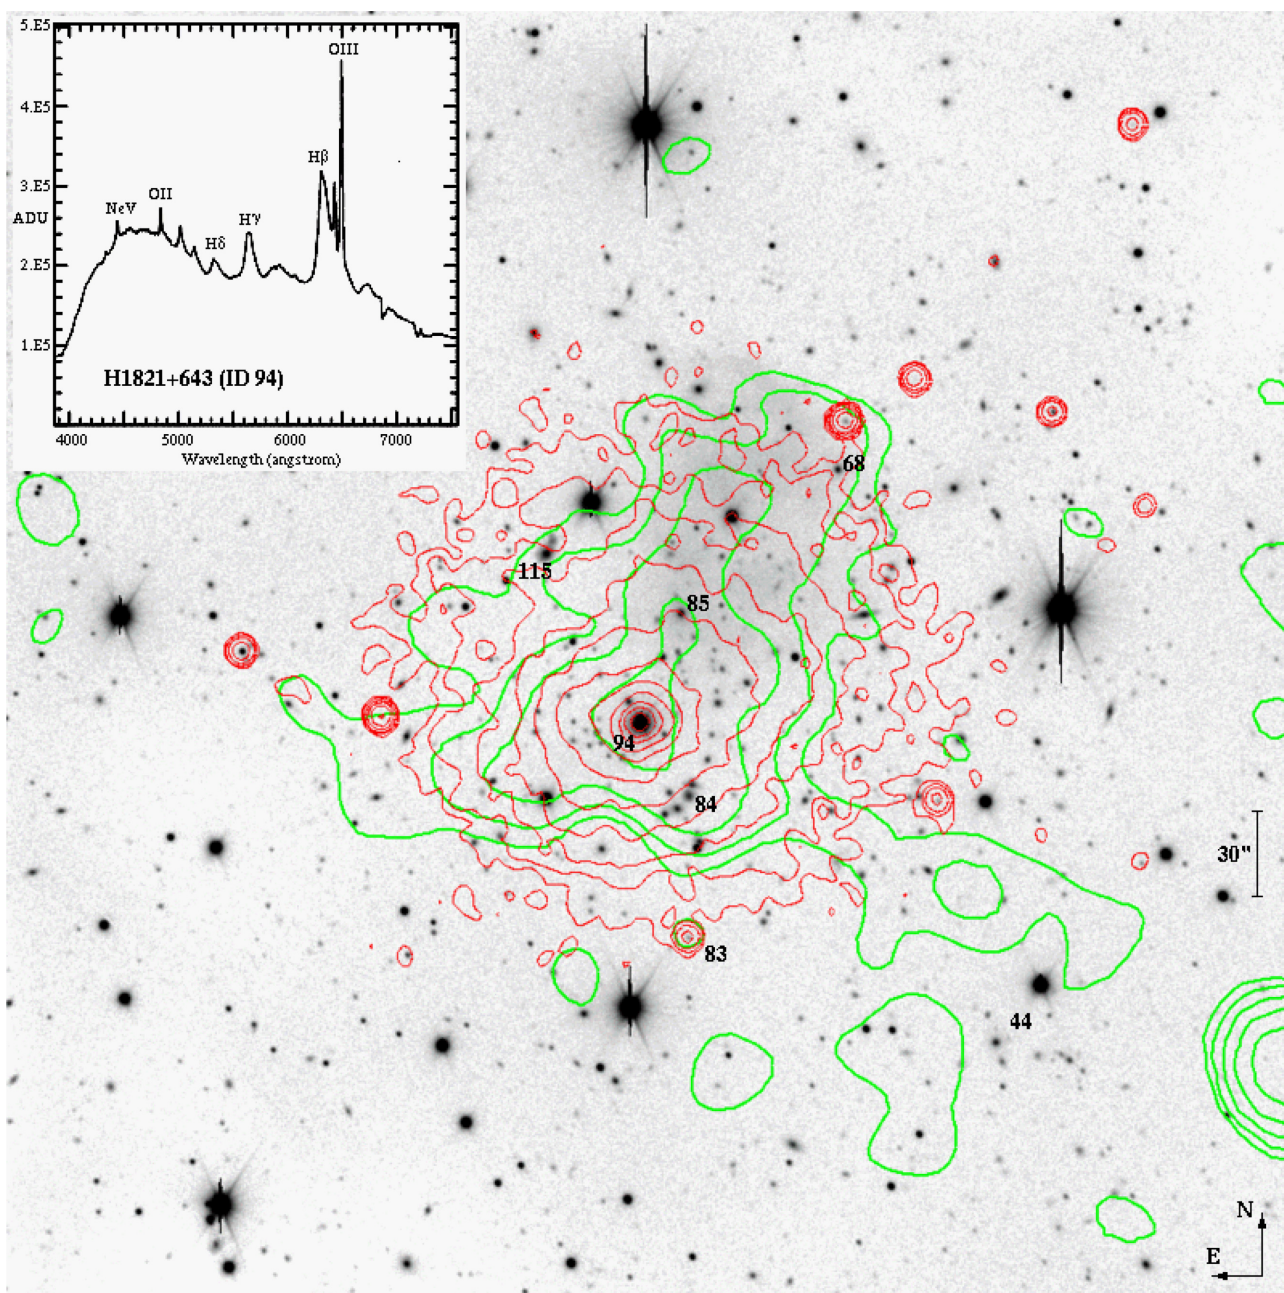 5.E5
4.E5
3.E5
ADU
2.E5
1.E5
OIII
Hβ
NeV
OII
Hγ
Hδ
H1821+643 (ID 94)
4000 5000 6000 7000
Wavelength (angstrom)
68
115
85
94
84
30"
83
44
N
E